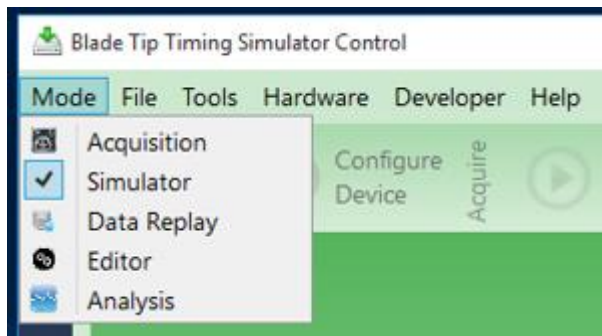 Blade Tip Timing Simulator Control
Mode File Tools Hardware Developer Help
Acquisition
Simulator
Data Replay
Editor
Analysis
Configure
Device
Acquire